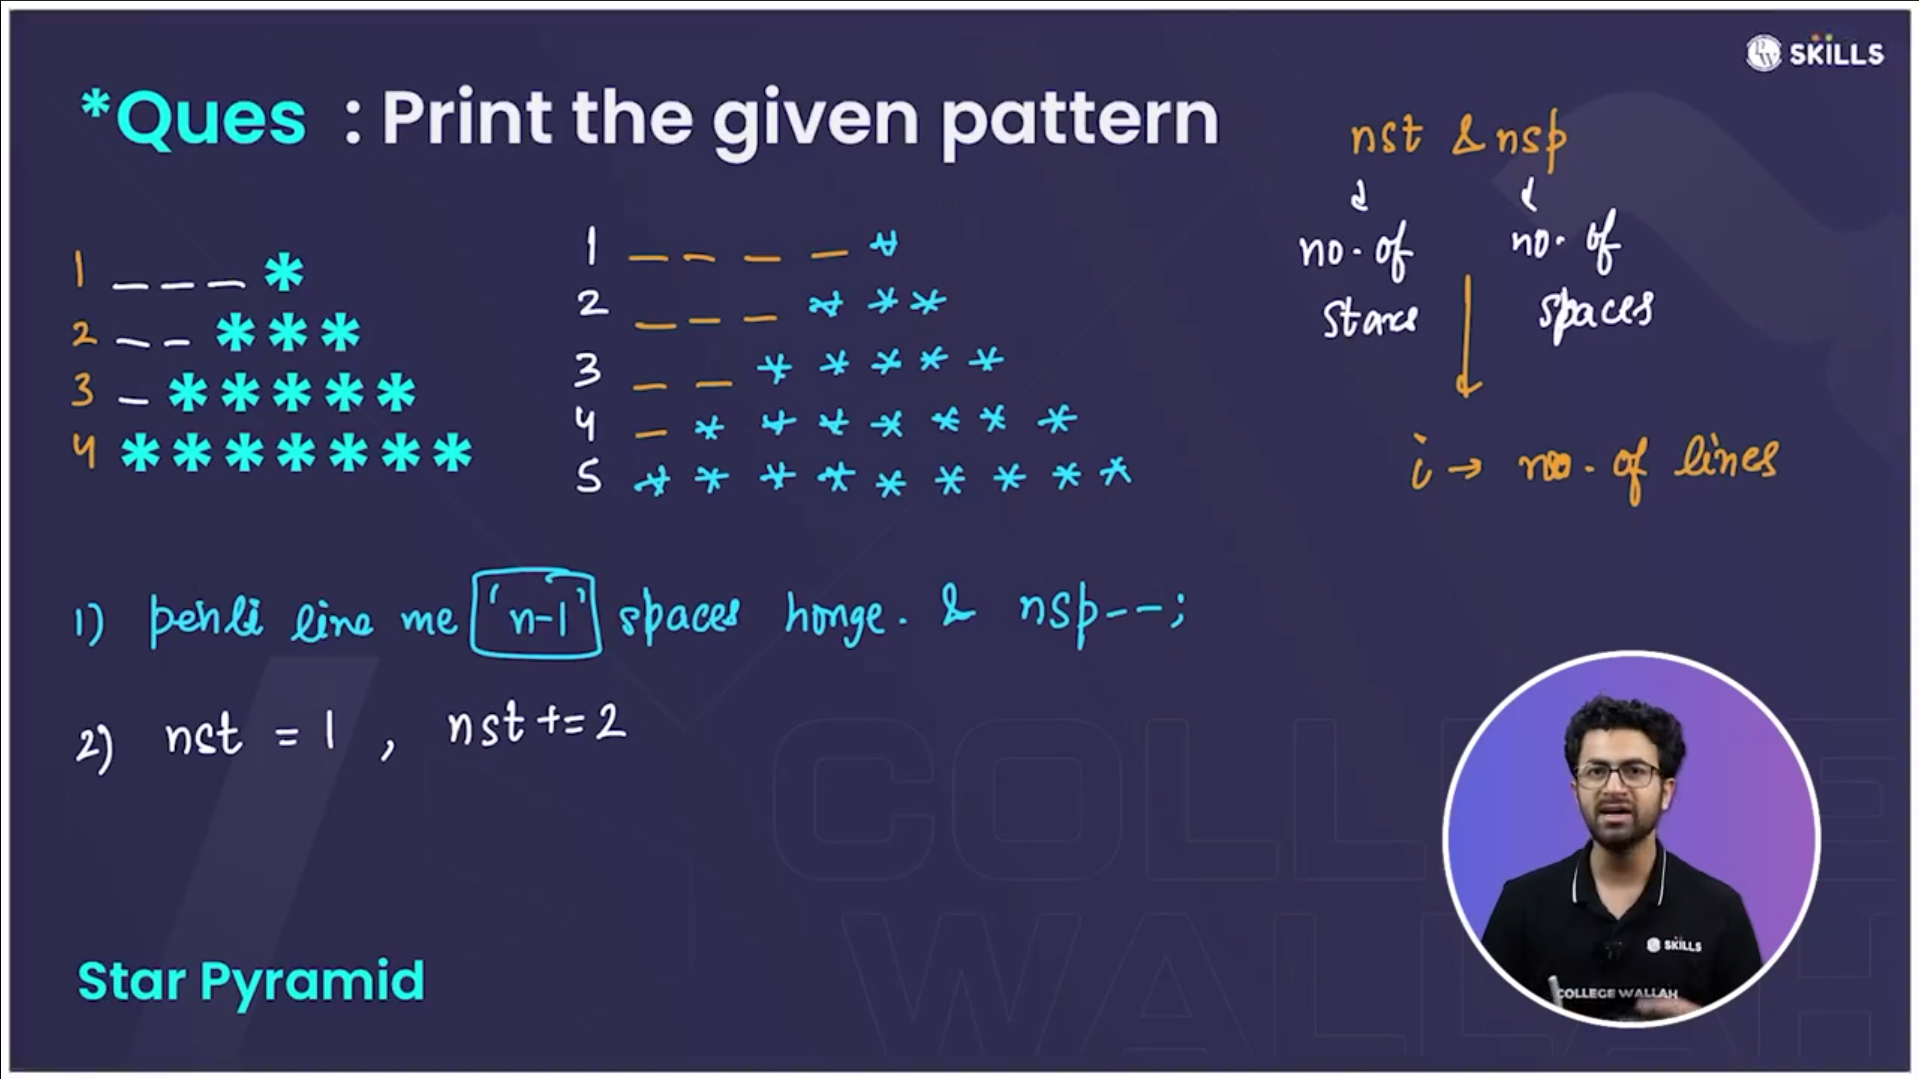 SKILLS
*Ques : Print the given pattern
nst & nsp
no. of stars
no. of spaces
i → no. of lines
1 _ _ _ *
2 _ _ * * *
3 _ * * * * *
4 * * * * * * *
1 _ _ _ _ *
2 _ _ _ * * *
3 _ _ * * * * *
4 _ * * * * * * *
5 * * * * * * * * *
1) pehli line me 'n-1' spaces honge. & nsp--;
2) nst = 1 , nst += 2
Star Pyramid
COLLEGE
WALLAH
SKILLS
COLLEGE WALLAH